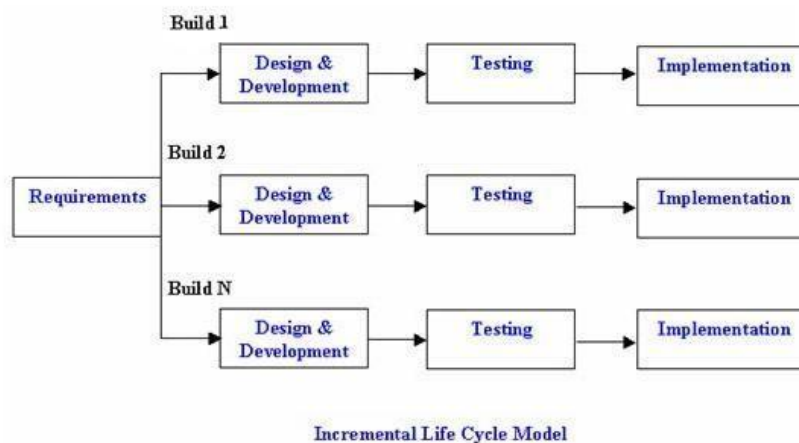 Build 1
Design &
Development
Testing
Implementation
Build 2
Requirements
Design &
Development
Testing
Implementation
Build N
Design &
Development
Testing
Implementation
Incremental Life Cycle Model